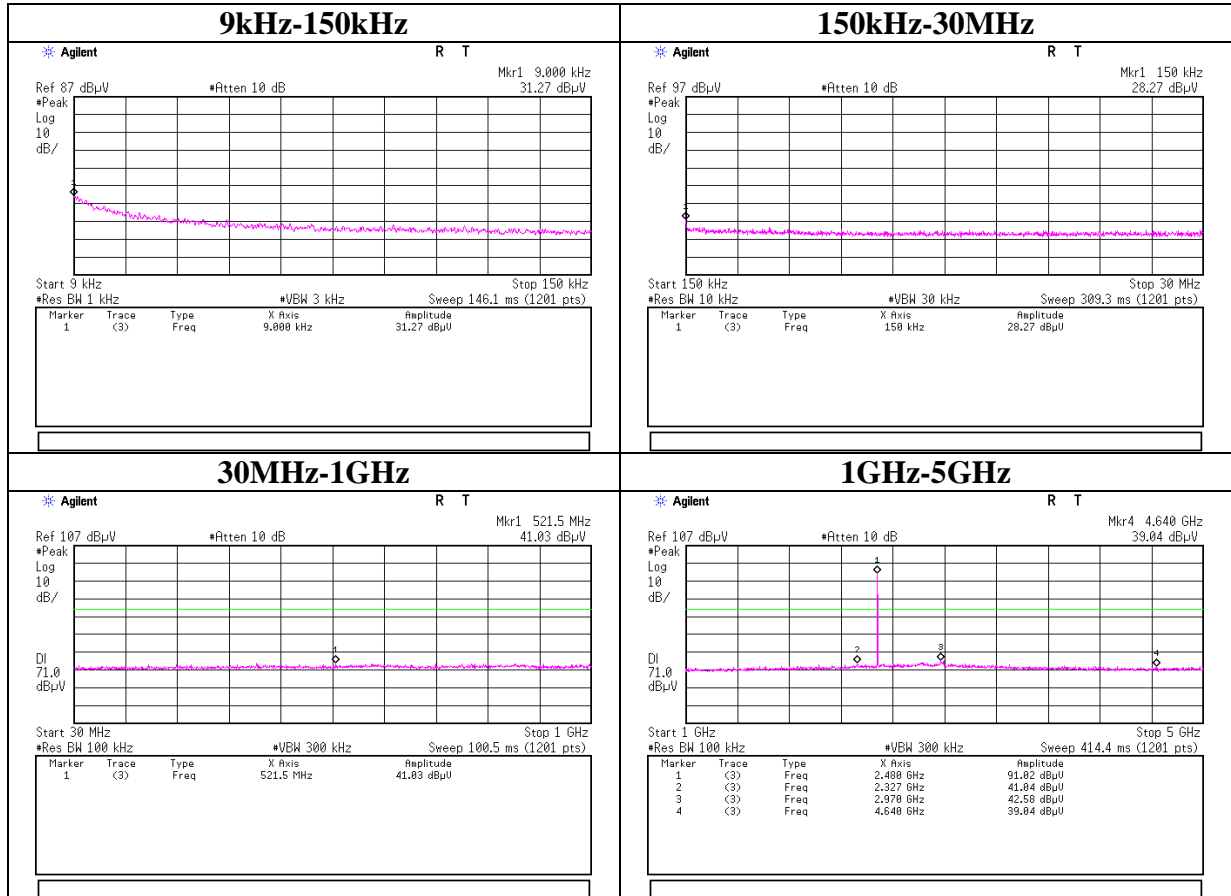 9kHz-150kHz
Agilent R T
Mkr1 9.000 kHz
Ref 87 dBµV #Atten 10 dB 31.27 dBµV
#Peak
Log
10
dB/
1
Start 9 kHz Stop 150 kHz
#Res BW 1 kHz #VBW 3 kHz Sweep 146.1 ms (1201 pts)
Marker Trace Type X Axis Amplitude
1 (3) Freq 9.000 kHz 31.27 dBµV
150kHz-30MHz
Agilent R T
Mkr1 150 kHz
Ref 97 dBµV #Atten 10 dB 28.27 dBµV
#Peak
Log
10
dB/
1
Start 150 kHz Stop 30 MHz
#Res BW 10 kHz #VBW 30 kHz Sweep 309.3 ms (1201 pts)
Marker Trace Type X Axis Amplitude
1 (3) Freq 150 kHz 28.27 dBµV
30MHz-1GHz
Agilent R T
Mkr1 521.5 MHz
Ref 107 dBµV #Atten 10 dB 41.03 dBµV
#Peak
Log
10
dB/
1
DI
71.0
dBµV
Start 30 MHz Stop 1 GHz
#Res BW 100 kHz #VBW 300 kHz Sweep 100.5 ms (1201 pts)
Marker Trace Type X Axis Amplitude
1 (3) Freq 521.5 MHz 41.03 dBµV
1GHz-5GHz
Agilent R T
Mkr4 4.640 GHz
Ref 107 dBµV #Atten 10 dB 39.04 dBµV
#Peak
Log
10
dB/
1
2 3 4
DI
71.0
dBµV
Start 1 GHz Stop 5 GHz
#Res BW 100 kHz #VBW 300 kHz Sweep 414.4 ms (1201 pts)
Marker Trace Type X Axis Amplitude
1 (3) Freq 2.480 GHz 91.02 dBµV
2 (3) Freq 2.327 GHz 41.04 dBµV
3 (3) Freq 2.970 GHz 42.58 dBµV
4 (3) Freq 4.640 GHz 39.04 dBµV